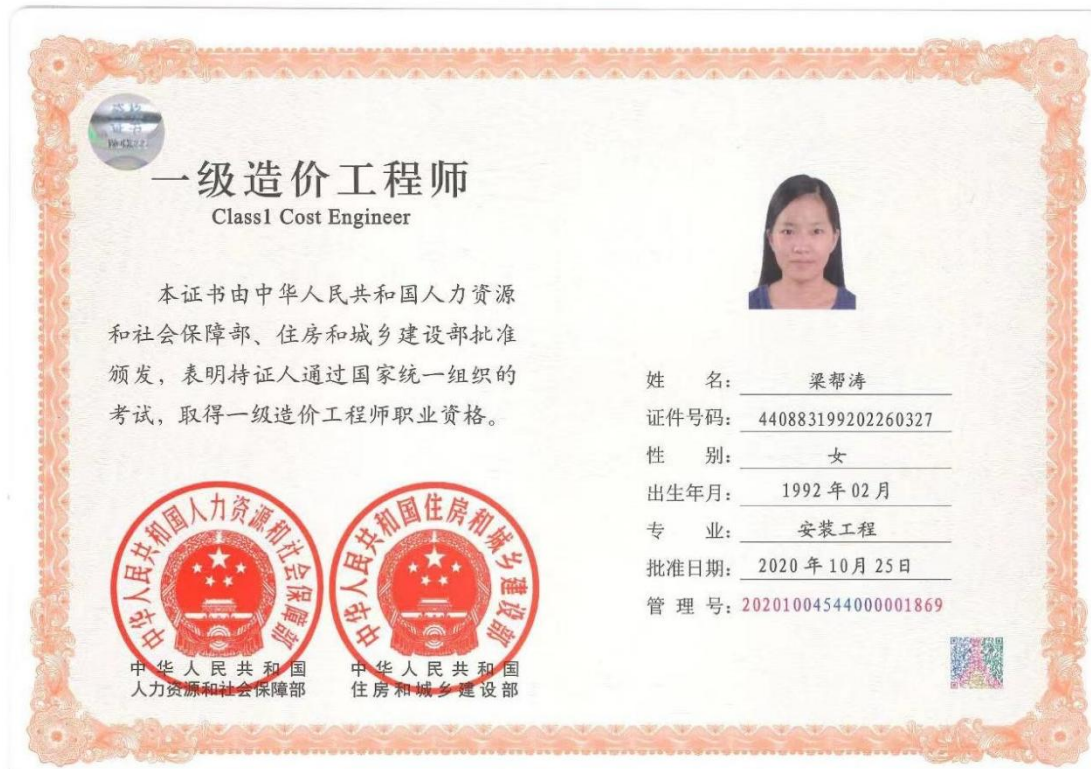 一级造价工程师
Class1 Cost Engineer
本证书由中华人民共和国人力资源
和社会保障部、住房和城乡建设部批准
颁发，表明持证人通过国家统一组织的
考试，取得一级造价工程师职业资格。
中华人民共和国人力资源和社会保障部
中华人民共和国
人力资源和社会保障部
中华人民共和国住房和城乡建设部
中华人民共和国
住房和城乡建设部
姓 名： 梁帮涛
证件号码： 440883199202260327
性 别： 女
出生年月： 1992 年 02 月
专 业： 安装工程
批准日期： 2020 年 10 月 25 日
管 理 号： 20201004544000001869